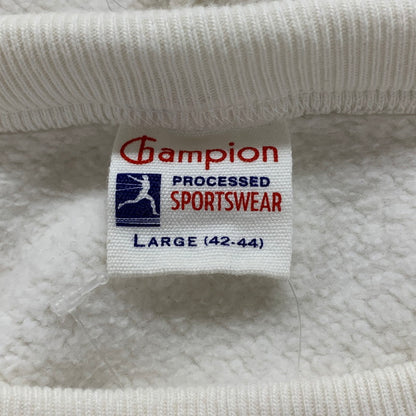 Champion
PROCESSED
SPORTSWEAR
LARGE (42-44)